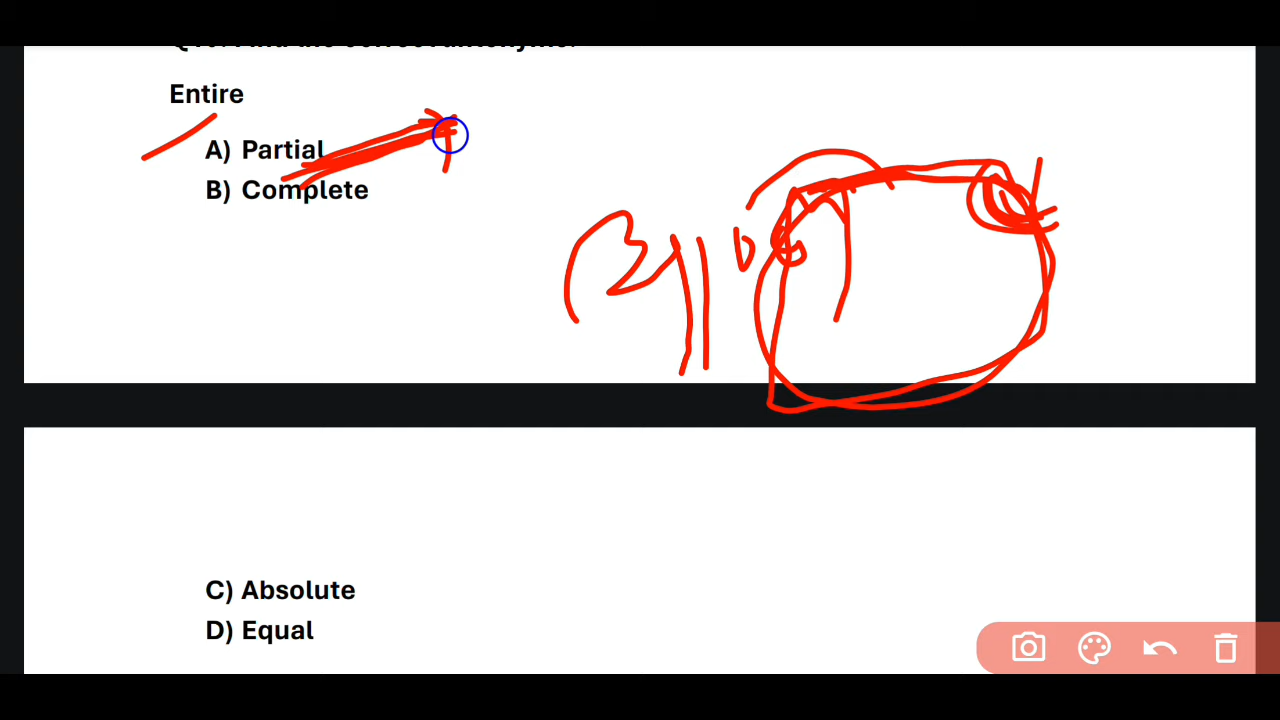 Entire
A) Partial
B) Complete
C) Absolute
D) Equal